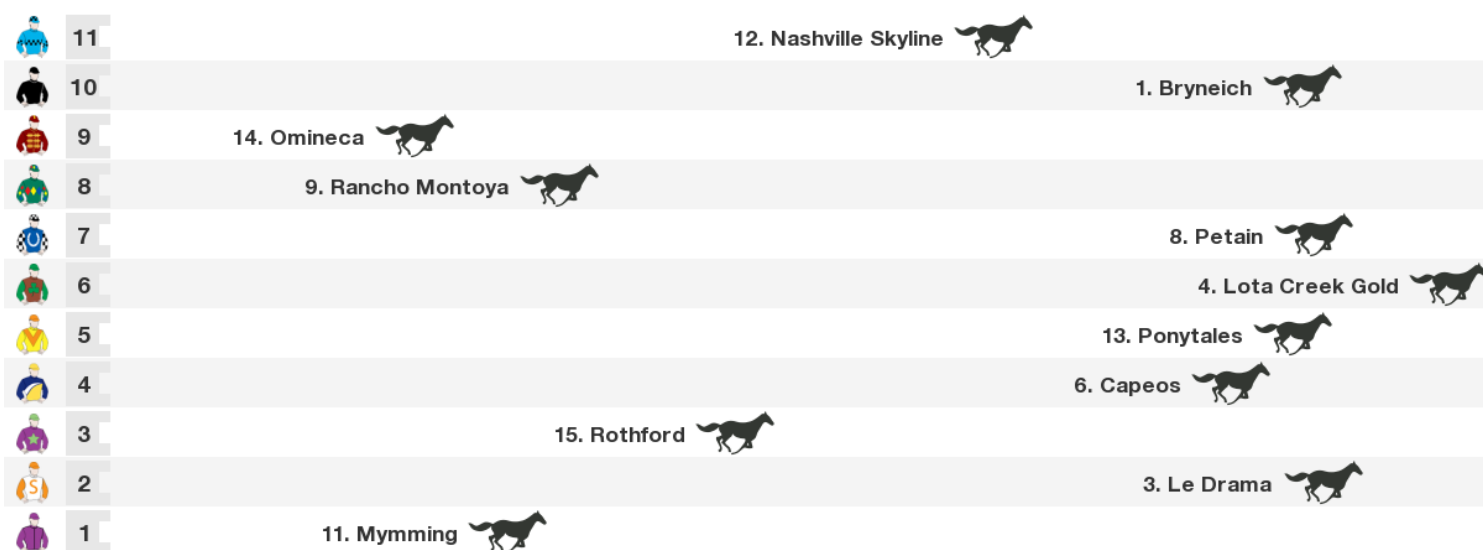 11 12. Nashville Skyline
10 1. Bryneich
9 14. Omineca
8 9. Rancho Montoya
7 8. Petain
6 4. Lota Creek Gold
5 13. Ponytales
4 6. Capeos
3 15. Rothford
S 2 3. Le Drama
1 11. Mymming